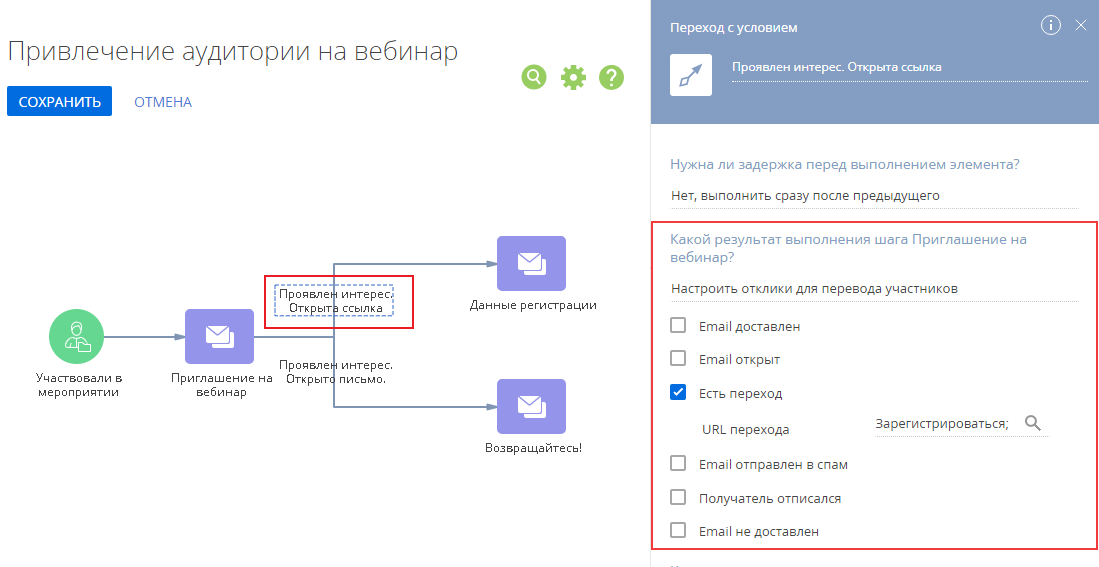 Привлечение аудитории на вебинар
СОХРАНИТЬ
ОТМЕНА
Проявлен интерес.
Открыта ссылка
Данные регистрации
Участвовали в
мероприятии
Приглашение на
вебинар
Проявлен интерес.
Открыто письмо.
Возвращайтесь!
Переход с условием
Проявлен интерес. Открыта ссылка
Нужна ли задержка перед выполнением элемента?
Нет, выполнить сразу после предыдущего
Какой результат выполнения шага Приглашение на
вебинар?
Настроить отклики для перевода участников
Email доставлен
Email открыт
Есть переход
URL перехода
Зарегистрироваться;
Email отправлен в спам
Получатель отписался
Email не доставлен